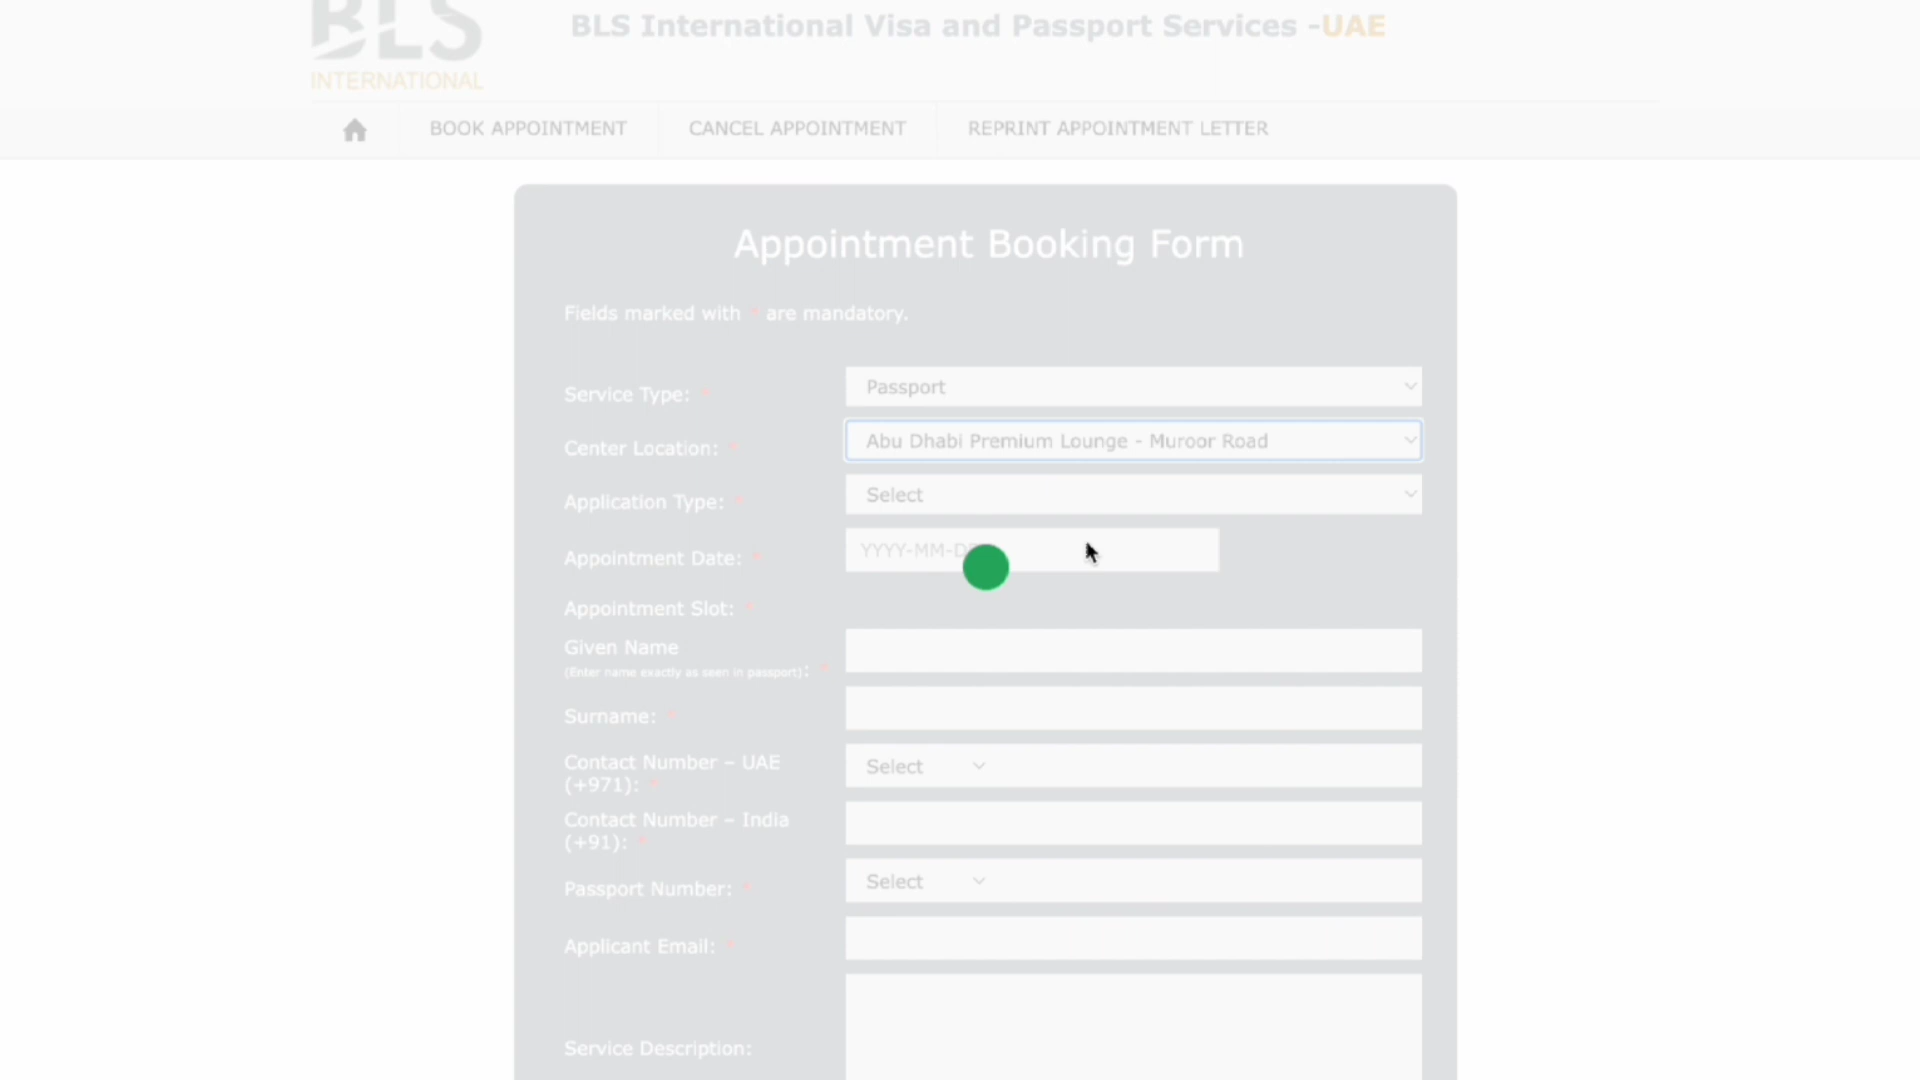 BLS
INTERNATIONAL
BLS International Visa and Passport Services -UAE
BOOK APPOINTMENT
CANCEL APPOINTMENT
REPRINT APPOINTMENT LETTER
Appointment Booking Form
Fields marked with * are mandatory.
Service Type: * Passport
Center Location: * Abu Dhabi Premium Lounge - Muroor Road
Application Type: * Select
Appointment Date: * YYYY-MM-D
Appointment Slot: *
Given Name
(Enter name exactly as seen in passport): *
Surname: *
Contact Number – UAE
(+971): * Select
Contact Number – India
(+91): *
Passport Number: * Select
Applicant Email: *
Service Description: